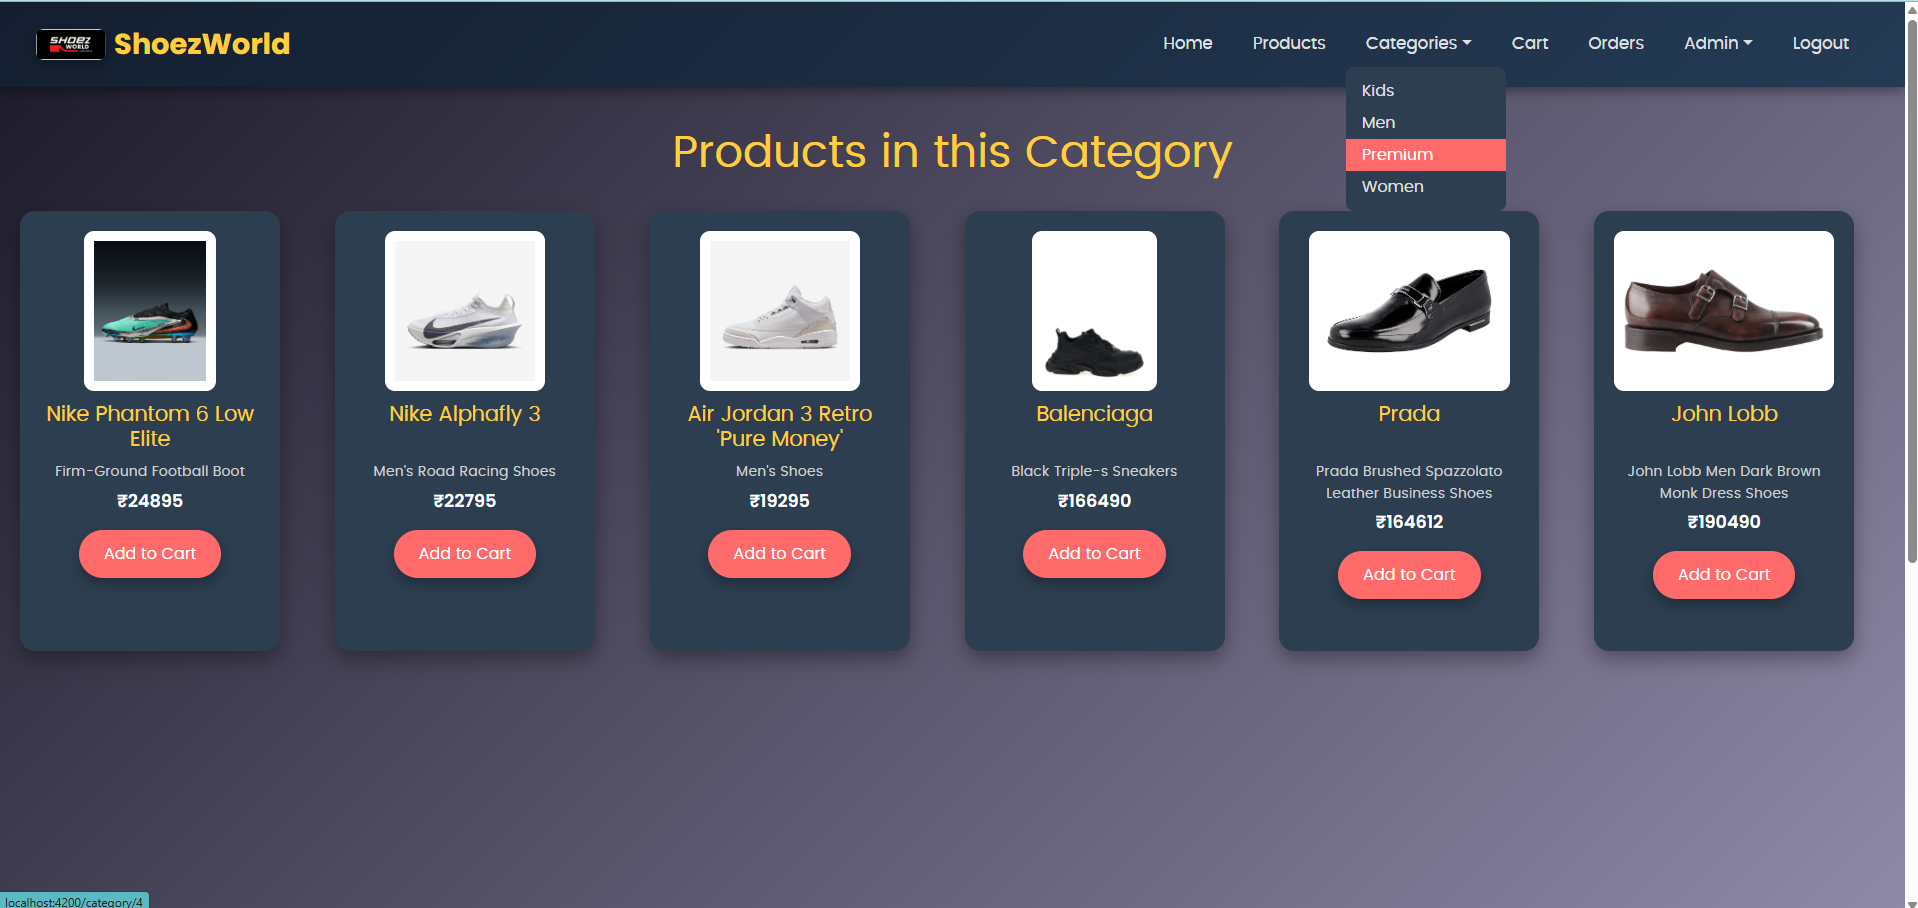 SHOEZ
WORLD
ShoezWorld
Home
Products
Categories
Cart
Orders
Admin
Logout
Kids
Men
Premium
Women
Products in this Category
Nike Phantom 6 Low
Elite
Firm-Ground Football Boot
₹24895
Add to Cart
Nike Alphafly 3
Men's Road Racing Shoes
₹22795
Add to Cart
Air Jordan 3 Retro
'Pure Money'
Men's Shoes
₹19295
Add to Cart
Balenciaga
Black Triple-s Sneakers
₹166490
Add to Cart
Prada
Prada Brushed Spazzolato
Leather Business Shoes
₹164612
Add to Cart
John Lobb
John Lobb Men Dark Brown
Monk Dress Shoes
₹190490
Add to Cart
localhost:4200/category/4